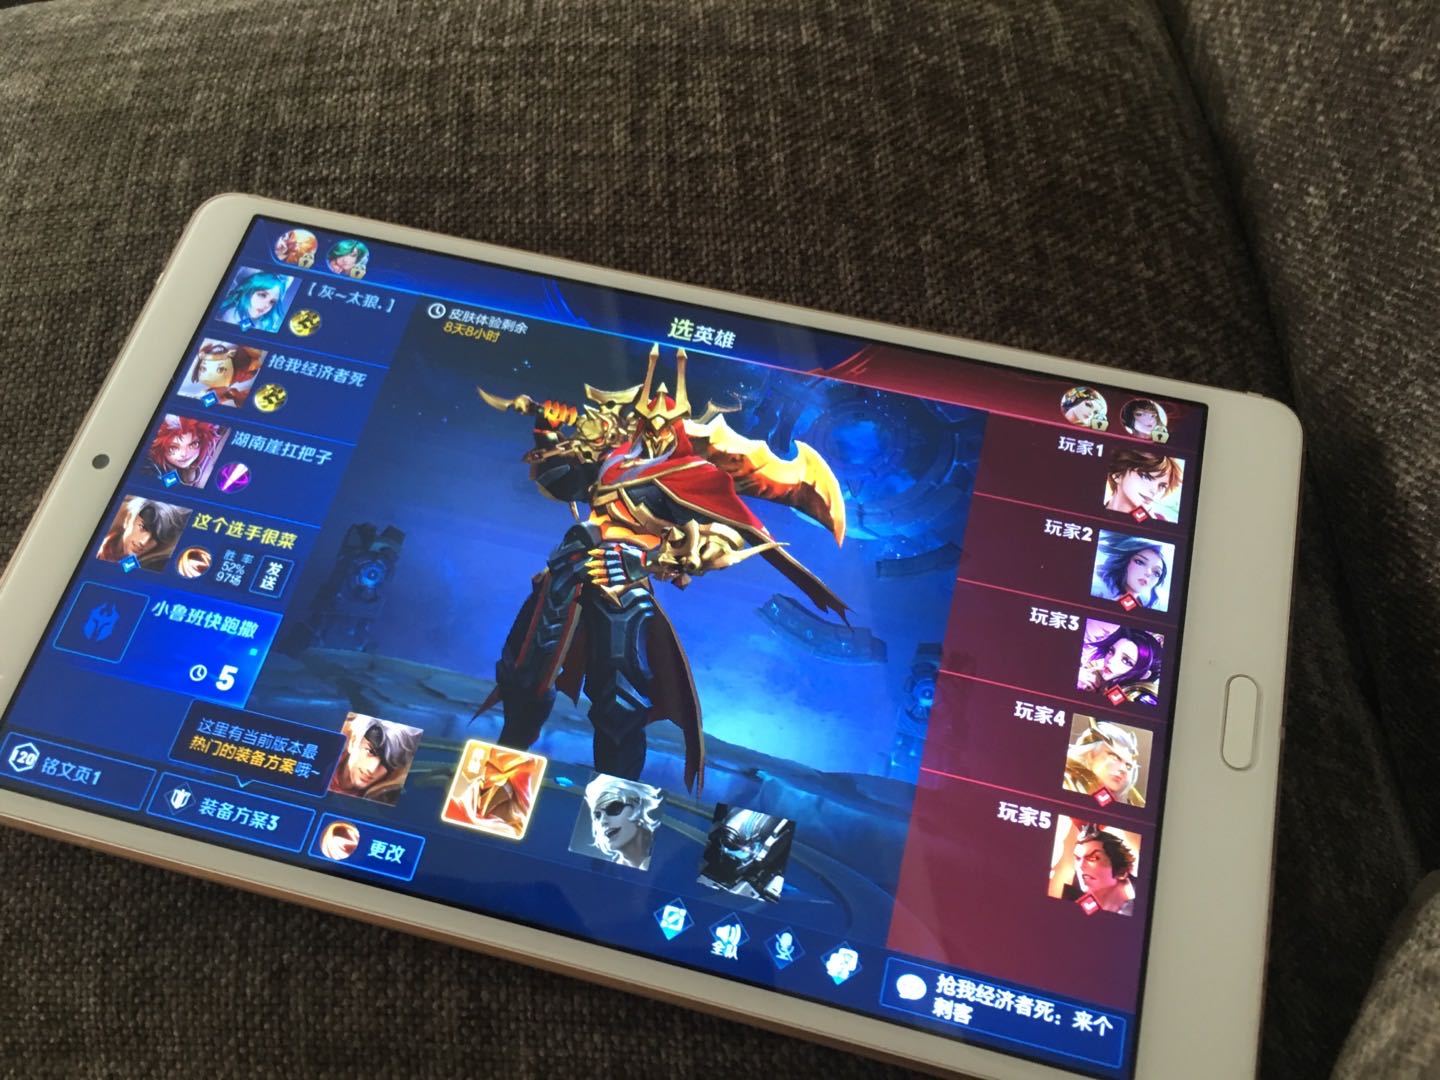 选英雄
皮肤体验剩余
8天8小时
【灰~太狼.】
抢我经济者死
湖南崖扛把子
这个选手很菜
胜率
52%
97场
发送
小鲁班快跑撒
5
这里有当前版本最
热门的装备方案哦~
120
铭文页1
装备方案3
更改
玩家1
玩家2
玩家3
玩家4
玩家5
全队
抢我经济者死：来个
刺客